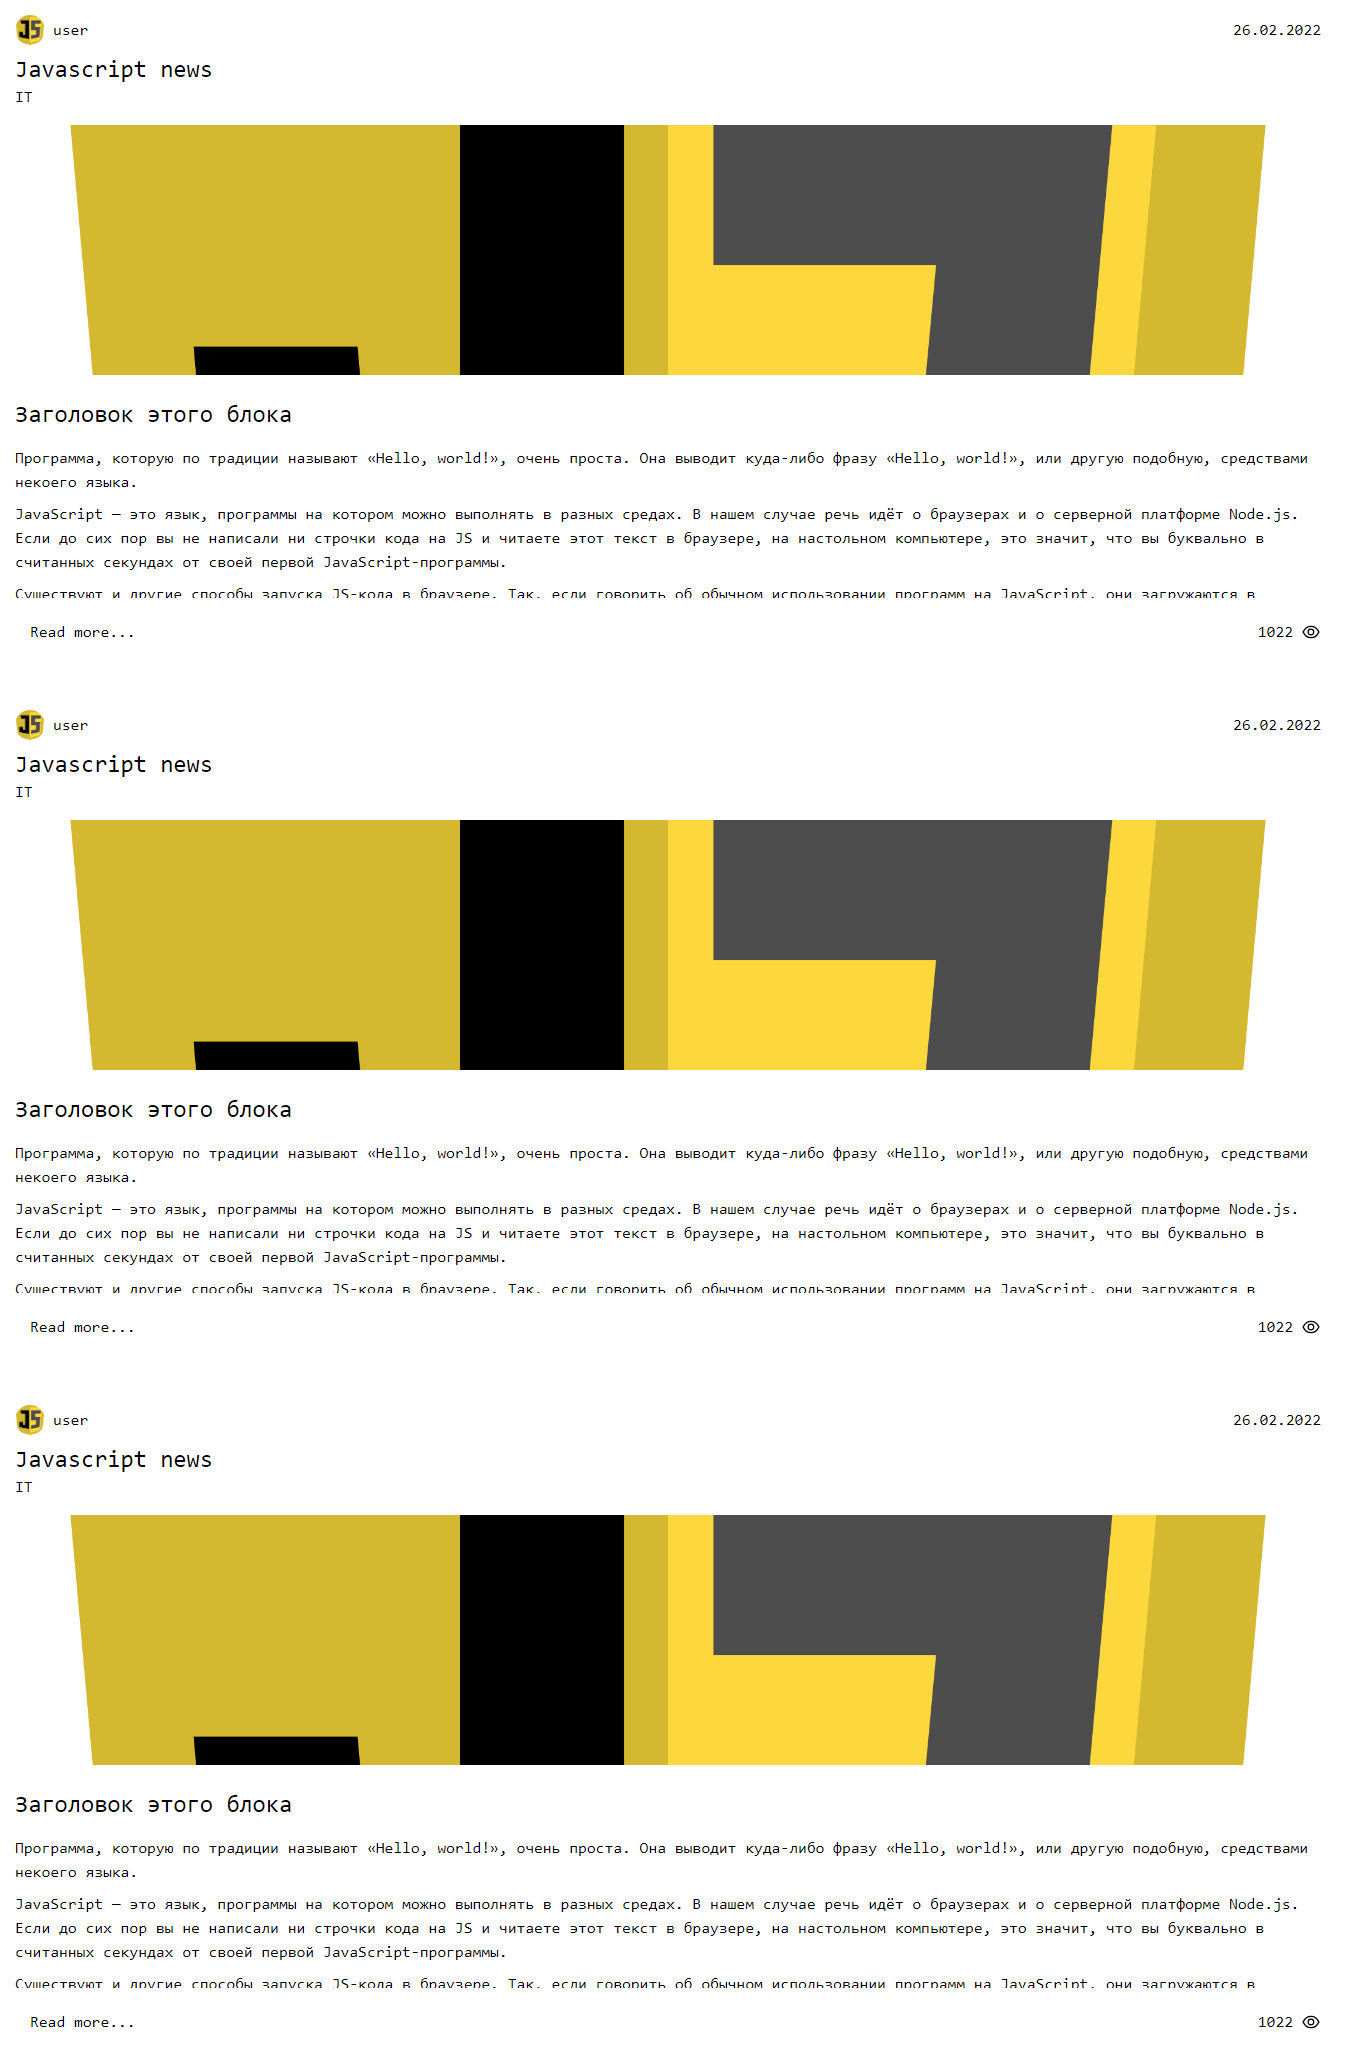 JS user 26.02.2022
Javascript news
IT
Заголовок этого блока
Программа, которую по традиции называют «Hello, world!», очень проста. Она выводит куда-либо фразу «Hello, world!», или другую подобную, средствами
некоего языка.
JavaScript — это язык, программы на котором можно выполнять в разных средах. В нашем случае речь идёт о браузерах и о серверной платформе Node.js.
Если до сих пор вы не написали ни строчки кода на JS и читаете этот текст в браузере, на настольном компьютере, это значит, что вы буквально в
считанных секундах от своей первой JavaScript-программы.
Существуют и другие способы запуска JS-кода в браузере. Так, если говорить об обычном использовании программ на JavaScript, они загружаются в
Read more... 1022
JS user 26.02.2022
Javascript news
IT
Заголовок этого блока
Программа, которую по традиции называют «Hello, world!», очень проста. Она выводит куда-либо фразу «Hello, world!», или другую подобную, средствами
некоего языка.
JavaScript — это язык, программы на котором можно выполнять в разных средах. В нашем случае речь идёт о браузерах и о серверной платформе Node.js.
Если до сих пор вы не написали ни строчки кода на JS и читаете этот текст в браузере, на настольном компьютере, это значит, что вы буквально в
считанных секундах от своей первой JavaScript-программы.
Существуют и другие способы запуска JS-кода в браузере. Так, если говорить об обычном использовании программ на JavaScript, они загружаются в
Read more... 1022
JS user 26.02.2022
Javascript news
IT
Заголовок этого блока
Программа, которую по традиции называют «Hello, world!», очень проста. Она выводит куда-либо фразу «Hello, world!», или другую подобную, средствами
некоего языка.
JavaScript — это язык, программы на котором можно выполнять в разных средах. В нашем случае речь идёт о браузерах и о серверной платформе Node.js.
Если до сих пор вы не написали ни строчки кода на JS и читаете этот текст в браузере, на настольном компьютере, это значит, что вы буквально в
считанных секундах от своей первой JavaScript-программы.
Существуют и другие способы запуска JS-кода в браузере. Так, если говорить об обычном использовании программ на JavaScript, они загружаются в
Read more... 1022